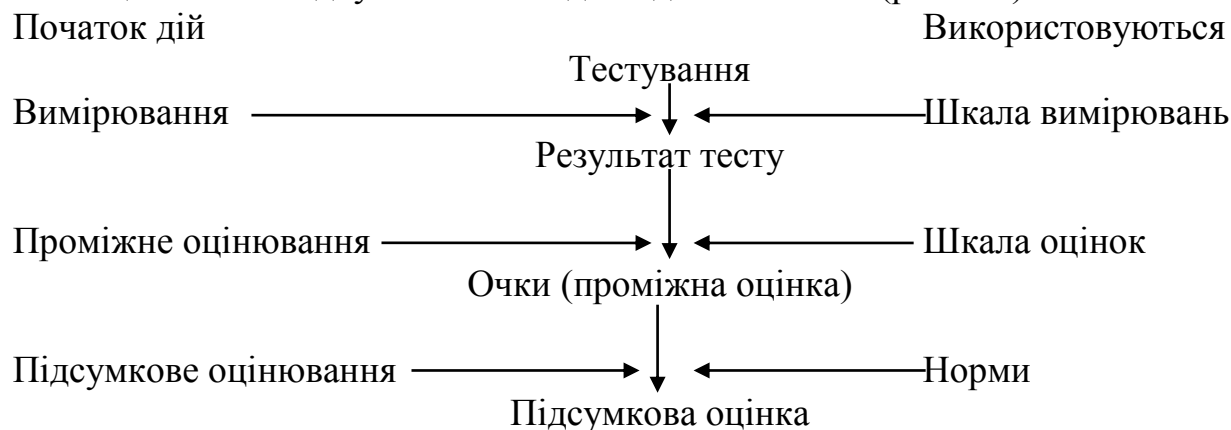 Початок дій Використовуються
Тестування
Вимірювання Шкала вимірювань
Результат тесту
Проміжне оцінювання Шкала оцінок
Очки (проміжна оцінка)
Підсумкове оцінювання Норми
Підсумкова оцінка